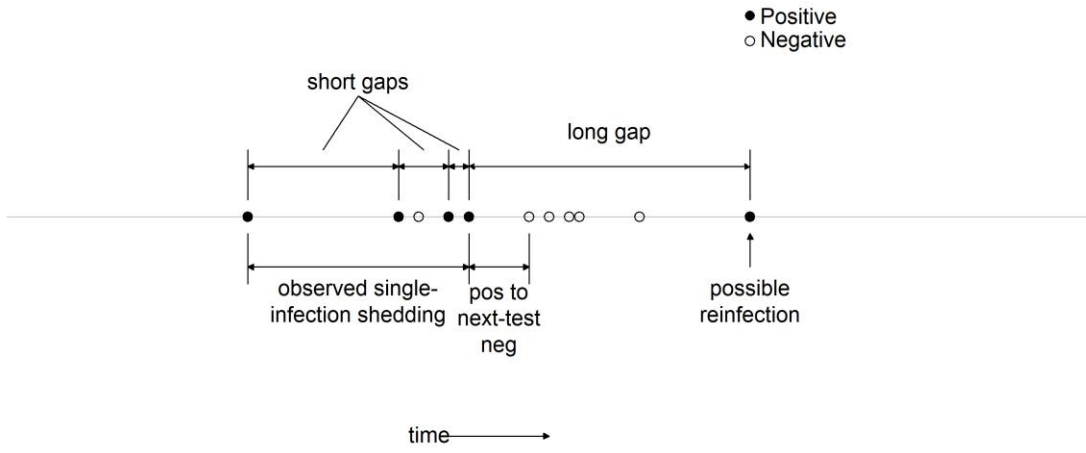 Positive
Negative
short gaps
long gap
observed single-
infection shedding
pos to
next-test
neg
possible
reinfection
time